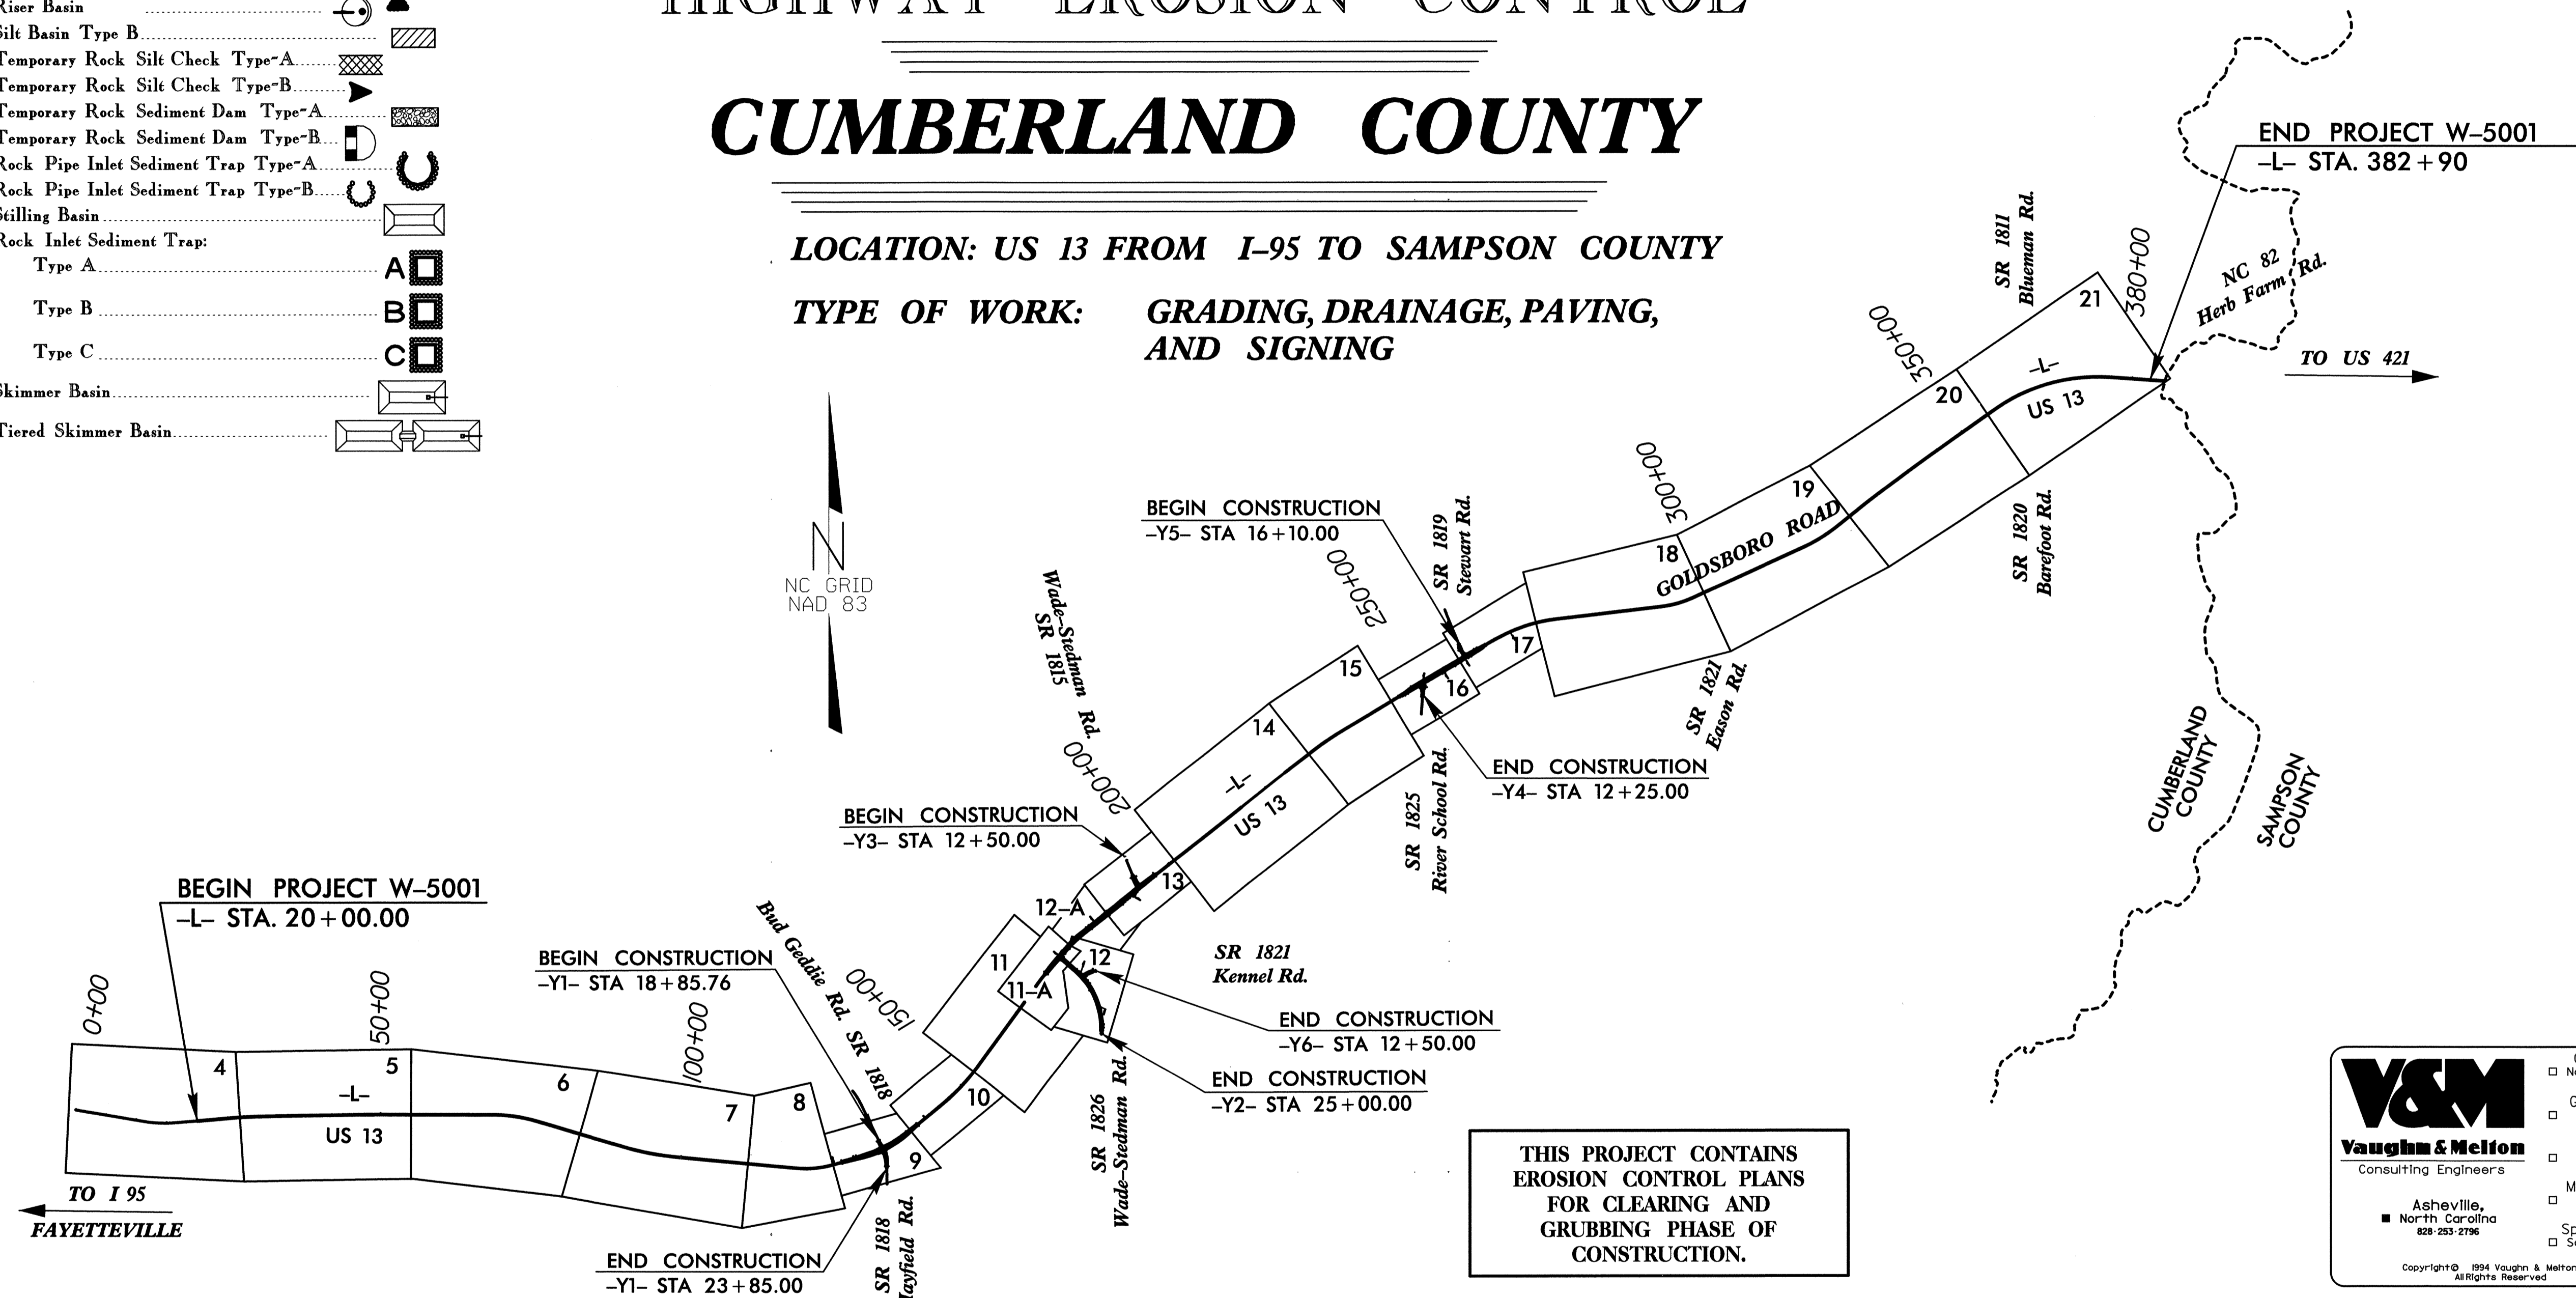 HIGHWAY EROSION CONTROL
CUMBERLAND COUNTY
LOCATION: US 13 FROM I-95 TO SAMPSON COUNTY
TYPE OF WORK: GRADING, DRAINAGE, PAVING,
AND SIGNING
Riser Basin
Silt Basin Type B
Temporary Rock Silt Check Type-A
Temporary Rock Silt Check Type-B
Temporary Rock Sediment Dam Type-A
Temporary Rock Sediment Dam Type-B
Rock Pipe Inlet Sediment Trap Type-A
Rock Pipe Inlet Sediment Trap Type-B
Stilling Basin
Rock Inlet Sediment Trap:
Type A A
Type B B
Type C C
Skimmer Basin
Tiered Skimmer Basin
N
NC GRID
NAD 83
END PROJECT W-5001
-L- STA. 382+90
SR 1811
Blueman Rd.
380+00
NC 82
Herb Farm Rd.
TO US 421
21
350+00
20
-L-
US 13
SR 1820
Barefoot Rd.
19
300+00
18
GOLDSBORO ROAD
BEGIN CONSTRUCTION
-Y5- STA 16+10.00
SR 1819
Stewart Rd.
250+00
17
16
15
SR 1821
Eason Rd.
END CONSTRUCTION
-Y4- STA 12+25.00
SR 1825
River School Rd.
Wade-Stedman Rd.
SR 1815
200+00
14
-L-
US 13
CUMBERLAND
COUNTY
SAMPSON
COUNTY
BEGIN CONSTRUCTION
-Y3- STA 12+50.00
13
12-A
12
11
11-A
SR 1821
Kennel Rd.
END CONSTRUCTION
-Y6- STA 12+50.00
END CONSTRUCTION
-Y2- STA 25+00.00
SR 1826
Wade-Stedman Rd.
BEGIN PROJECT W-5001
-L- STA. 20+00.00
BEGIN CONSTRUCTION
-Y1- STA 18+85.76
Bud Geddie Rd. SR 1818
150+00
10
0+00
50+00
100+00
4
5
6
7
8
9
-L-
US 13
TO I 95
FAYETTEVILLE
END CONSTRUCTION
-Y1- STA 23+85.00
SR 1818
ayfield Rd.
THIS PROJECT CONTAINS
EROSION CONTROL PLANS
FOR CLEARING AND
GRUBBING PHASE OF
CONSTRUCTION.
V&M
Vaughn & Melton
Consulting Engineers
Asheville,
North Carolina
828-253-2796
Copyright © 1994 Vaughn & Melton
All Rights Reserved